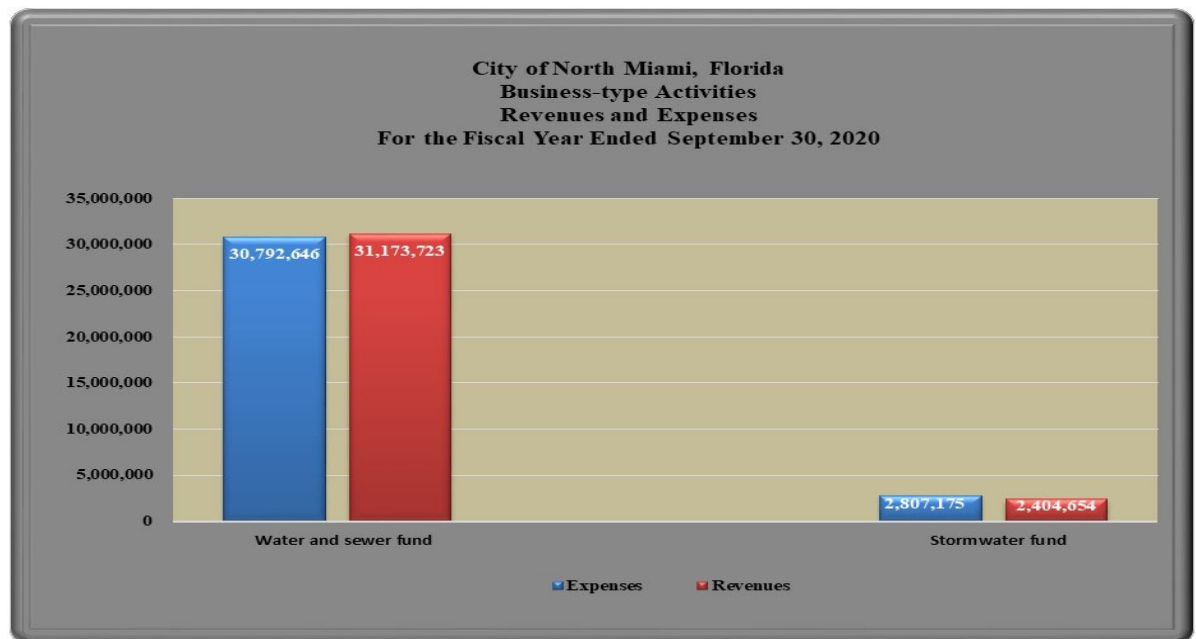 City of North Miami, Florida
Business-type Activities
Revenues and Expenses
For the Fiscal Year Ended September 30, 2020
35,000,000
30,000,000
25,000,000
20,000,000
15,000,000
10,000,000
5,000,000
0
30,792,646
31,173,723
2,807,175
2,404,654
Water and sewer fund
Stormwater fund
Expenses
Revenues